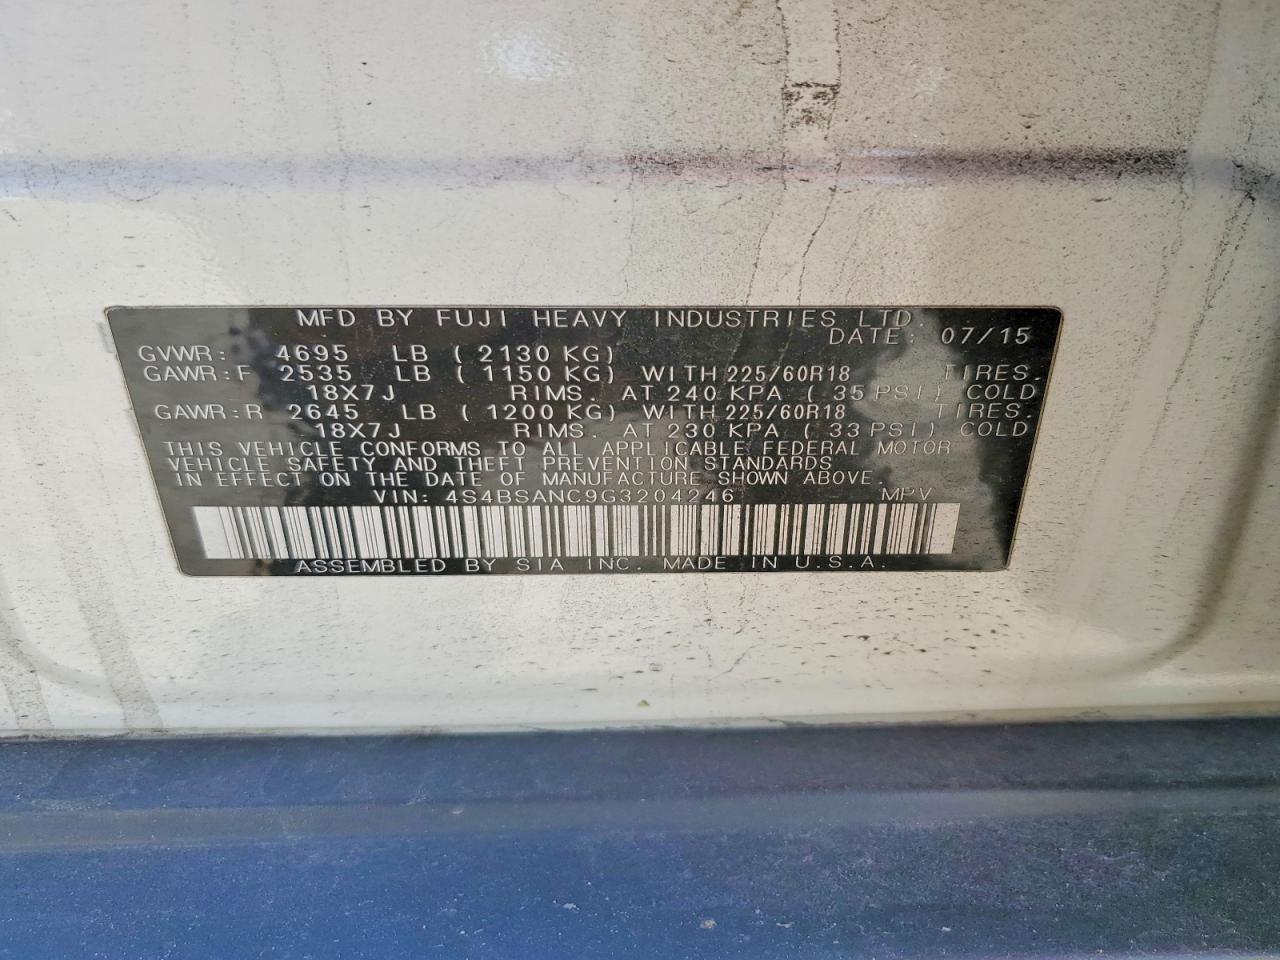 MFD BY FUJI HEAVY INDUSTRIES LTD.
DATE: 07/15
GVWR: 4695 LB (2130 KG)
GAWR:F 2535 LB (1150 KG) WITH 225/60R18 TIRES.
18X7J RIMS. AT 240 KPA (35 PSI) COLD
GAWR:R 2645 LB (1200 KG) WITH 225/60R18 TIRES.
18X7J RIMS. AT 230 KPA (33 PSI) COLD
THIS VEHICLE CONFORMS TO ALL APPLICABLE FEDERAL MOTOR
VEHICLE SAFETY AND THEFT PREVENTION STANDARDS
IN EFFECT ON THE DATE OF MANUFACTURE SHOWN ABOVE.
VIN: 4S4BSANC9G3204246 MPV
ASSEMBLED BY SIA INC. MADE IN U.S.A.